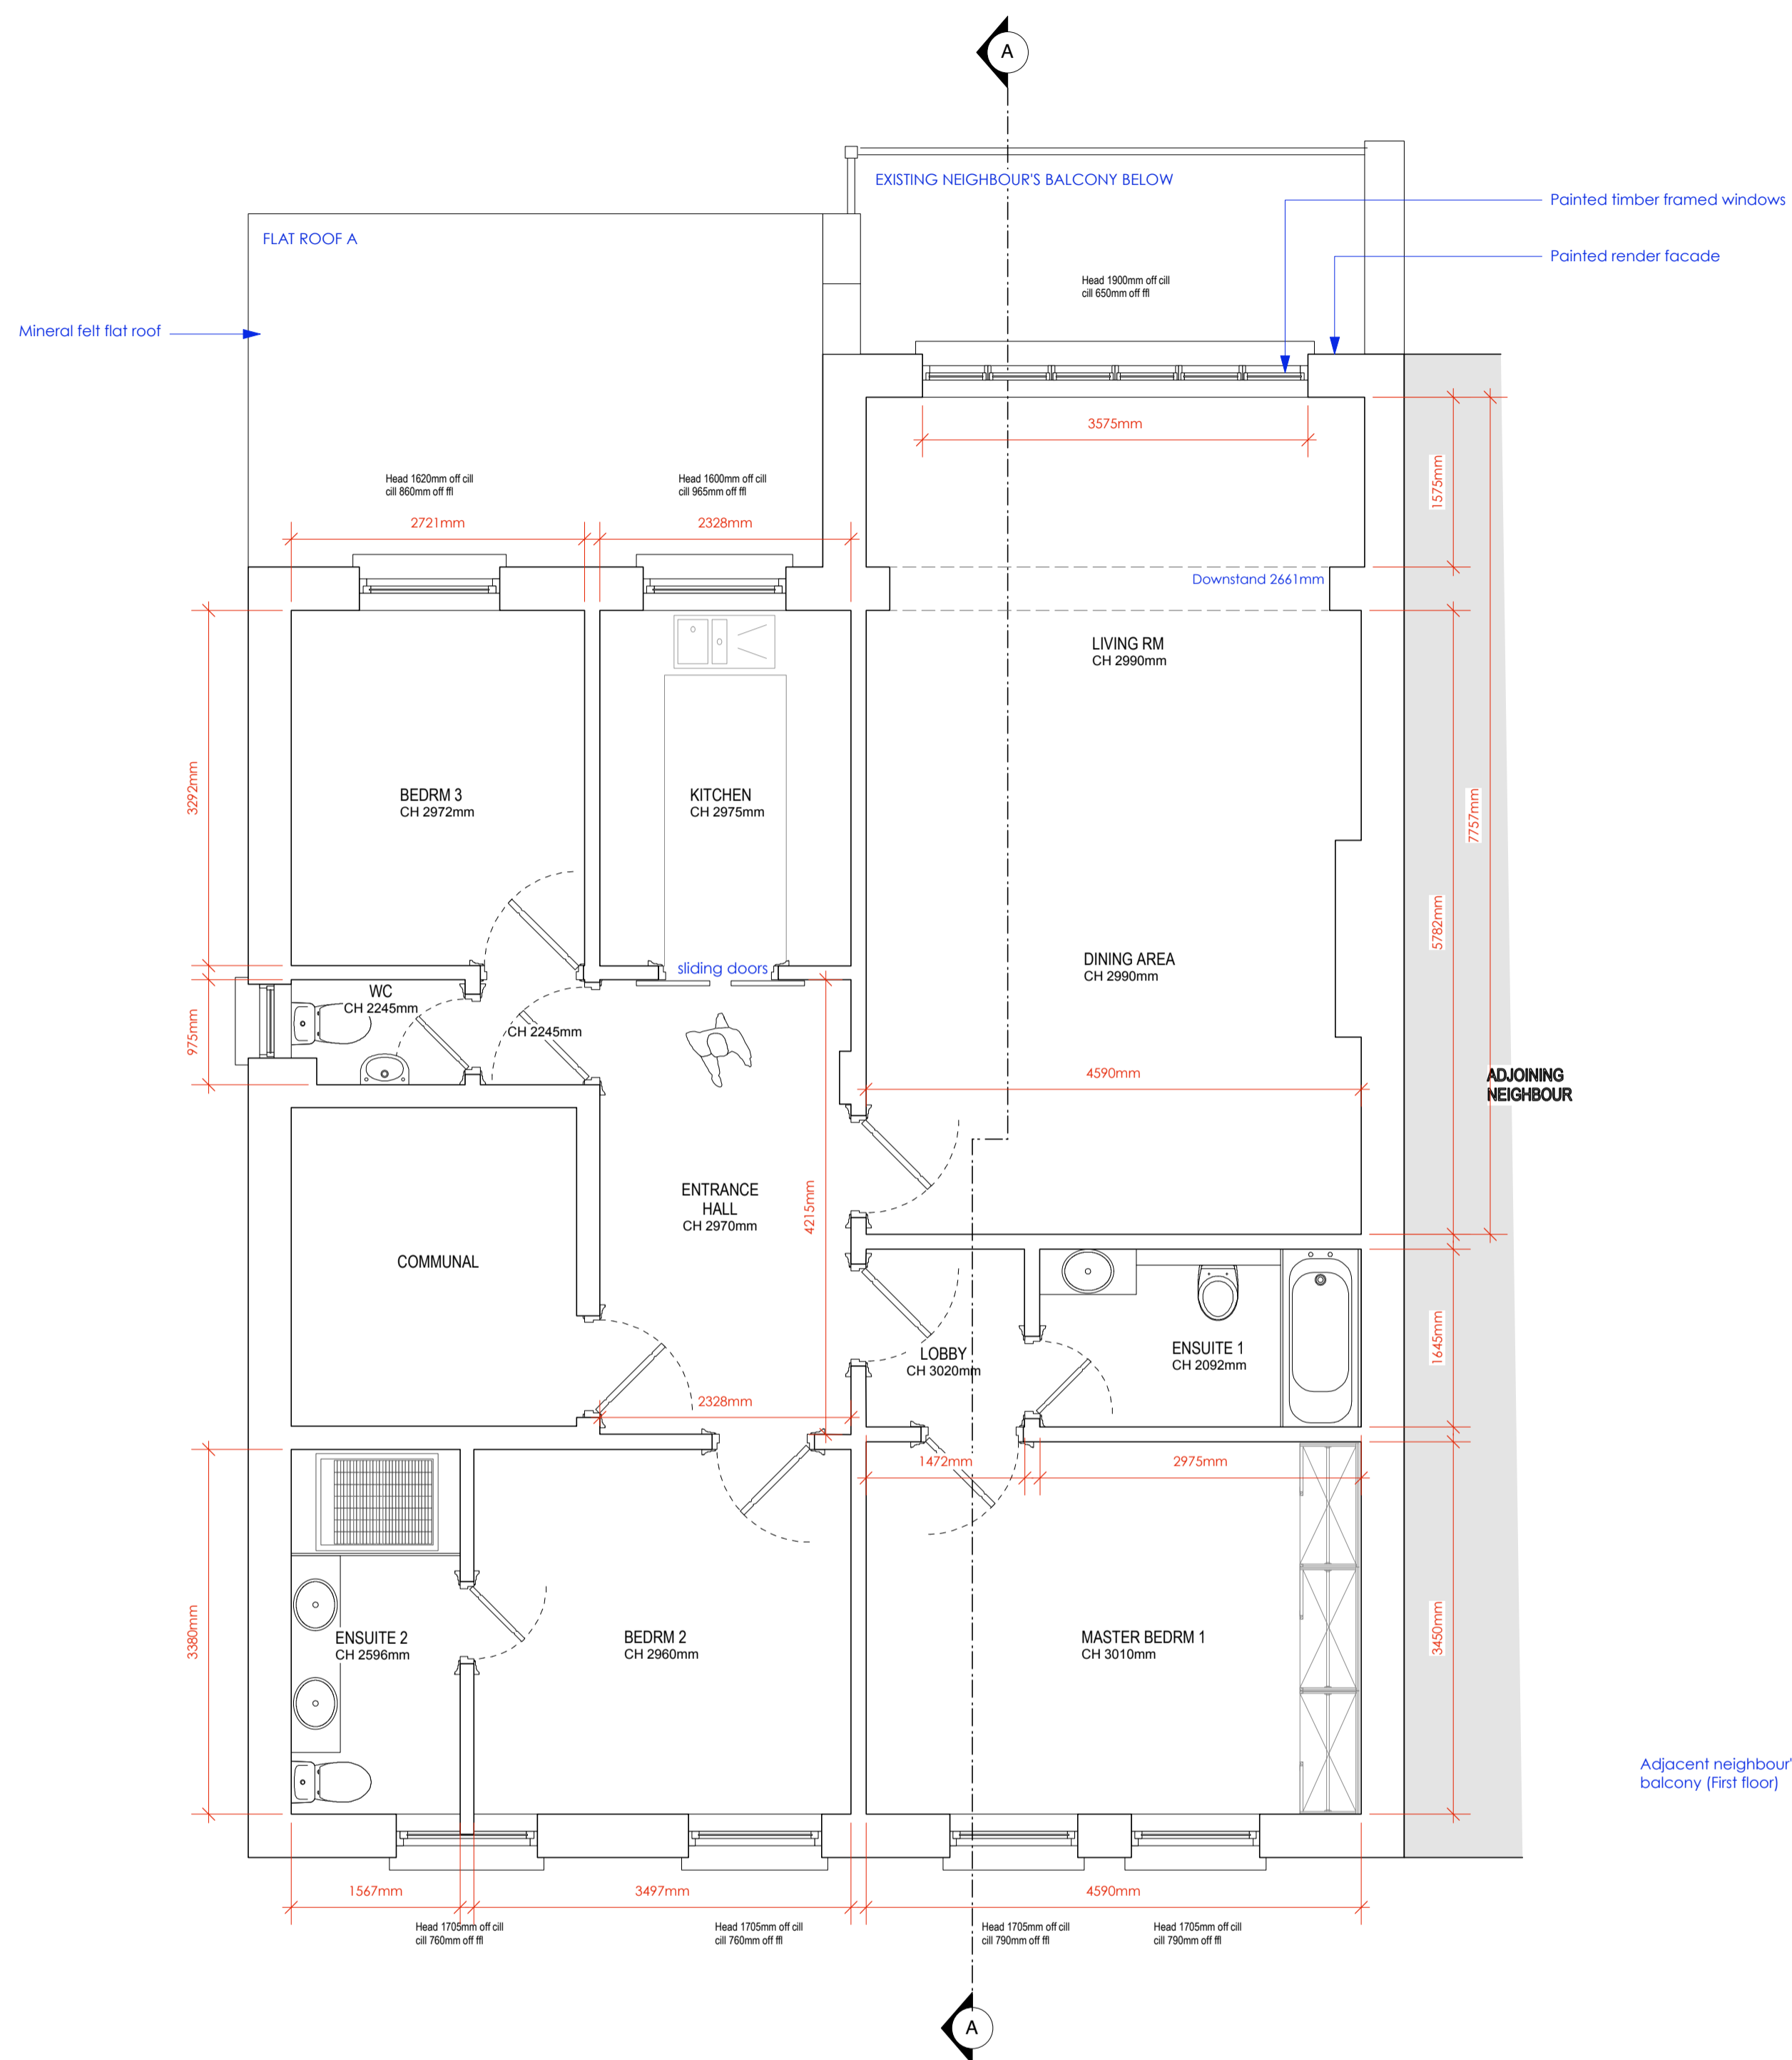 A
EXISTING NEIGHBOUR'S BALCONY BELOW
Painted timber framed windows
FLAT ROOF A
Painted render facade
Head 1900mm off cill
cill 650mm off ffl
Mineral felt flat roof
3575mm
1575mm
Head 1620mm off cill
cill 860mm off ffl
Head 1600mm off cill
cill 965mm off ffl
2721mm
2328mm
Downstand 2661mm
LIVING RM
CH 2990mm
3292mm
BEDRM 3
CH 2972mm
KITCHEN
CH 2975mm
7757mm
5782mm
DINING AREA
CH 2990mm
sliding doors
WC
CH 2245mm
CH 2245mm
975mm
4590mm
ADJOINING
NEIGHBOUR
ENTRANCE
HALL
CH 2970mm
4215mm
COMMUNAL
LOBBY
CH 3020mm
ENSUITE 1
CH 2092mm
1645mm
2328mm
1472mm
2975mm
3380mm
ENSUITE 2
CH 2596mm
BEDRM 2
CH 2960mm
MASTER BEDRM 1
CH 3010mm
3450mm
Adjacent neighbour'
balcony (First floor)
1567mm
3497mm
4590mm
Head 1705mm off cill
cill 760mm off ffl
Head 1705mm off cill
cill 760mm off ffl
Head 1705mm off cill
cill 790mm off ffl
Head 1705mm off cill
cill 790mm off ffl
A